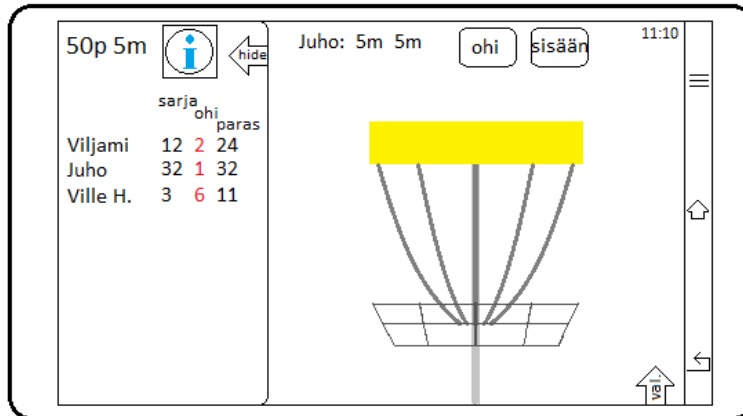 50p 5m
i
hide
Juho: 5m 5m
ohi
sisään
11:10
sarja
ohi
paras
Viljami 12 2 24
Juho 32 1 32
Ville H. 3 6 11
val.